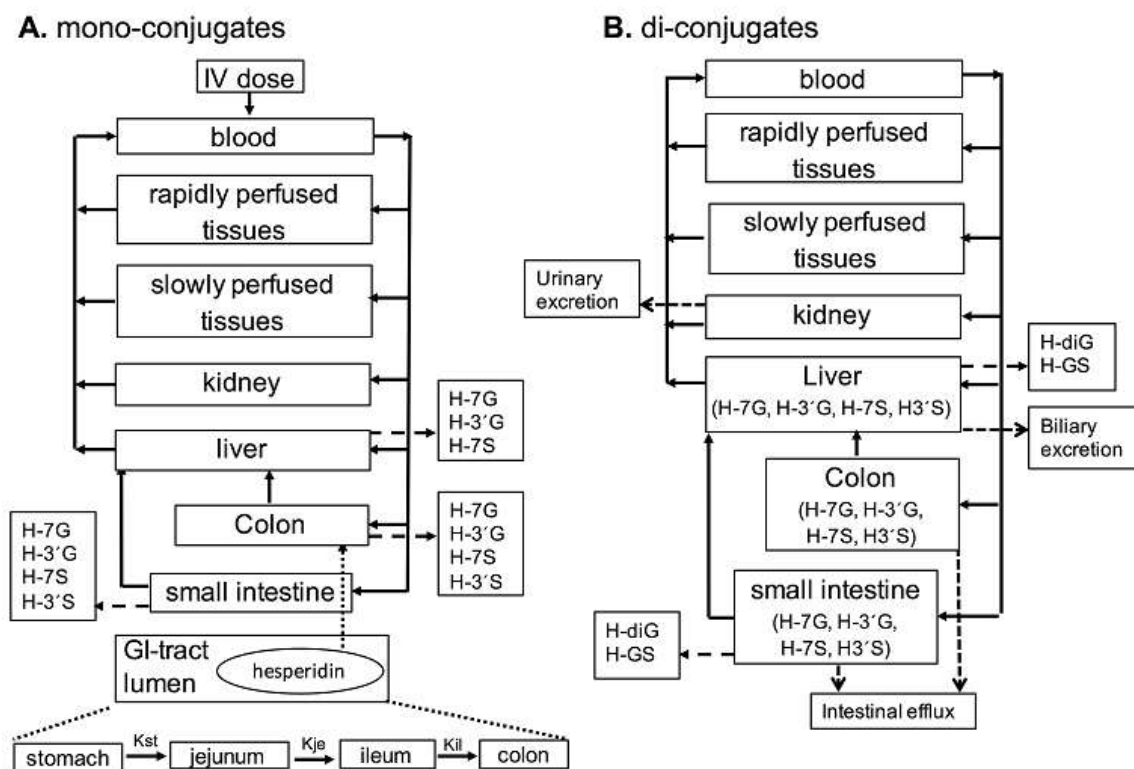 A. mono-conjugates
IV dose
blood
rapidly perfused
tissues
slowly perfused
tissues
kidney
liver
H-7G
H-3´G
H-7S
Colon
H-7G
H-3´G
H-7S
H-3´S
small intestine
H-7G
H-3´G
H-7S
H-3´S
GI-tract
lumen
hesperidin
stomach
Kst
jejunum
Kje
ileum
Kil
colon
B. di-conjugates
blood
rapidly perfused
tissues
slowly perfused
tissues
Urinary
excretion
kidney
H-diG
H-GS
Liver
(H-7G, H-3´G, H-7S, H3´S)
Biliary
excretion
Colon
(H-7G, H-3´G,
H-7S, H3´S)
small intestine
(H-7G, H-3´G,
H-7S, H3´S)
H-diG
H-GS
Intestinal efflux